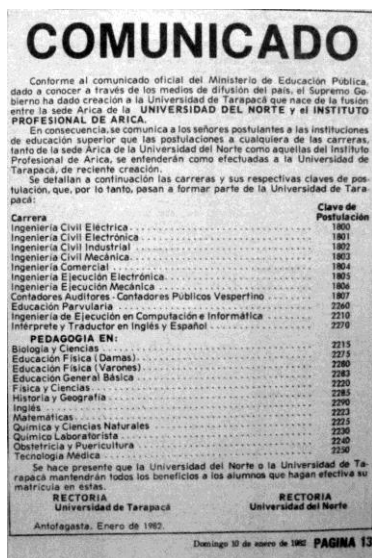 COMUNICADO
Conforme al comunicado oficial del Ministerio de Educación Pública,
dado a conocer a través de los medios de difusión del país, el Supremo Go-
bierno ha dado creación a la Universidad de Tarapacá que nace de la fusión
entre la sede Arica de la UNIVERSIDAD DEL NORTE y el INSTITUTO
PROFESIONAL DE ARICA.
En consecuencia, se comunica a los señores postulantes a las instituciones
de educación superior que las postulaciones a cualquiera de las carreras,
tanto de la sede Arica de la Universidad del Norte como aquellas del Instituto
Profesional de Arica, se entenderán como efectuadas a la Universidad de
Tarapacá, de reciente creación.
Se detallan a continuación las carreras y sus respectivas claves de pos-
tulación, que, por lo tanto, pasan a formar parte de la Universidad de Tara-
pacá:
Carrera Clave de Postulación
Ingeniería Civil Eléctrica 1800
Ingeniería Civil Electrónica 1801
Ingeniería Civil Industrial 1802
Ingeniería Civil Mecánica 1803
Ingeniería Comercial 1804
Ingeniería Ejecución Electrónica 1805
Ingeniería Ejecución Mecánica 1806
Contadores Auditores - Contadores Públicos Vespertino 1807
Educación Parvularia 2260
Ingeniería de Ejecución en Computación e Informática 2210
Intérprete y Traductor en Inglés y Español 2270
PEDAGOGIA EN:
Biología y Ciencias 2215
Educación Física (Damas) 2275
Educación Física (Varones) 2280
Educación General Básica 2283
Física y Ciencias 2220
Historia y Geografía 2285
Inglés 2290
Matemáticas 2223
Química y Ciencias Naturales 2225
Químico Laboratorista 2230
Obstetricia y Puericultura 2240
Tecnología Médica 2250
Se hace presente que la Universidad del Norte o la Universidad de Ta-
rapacá mantendrán todos los beneficios a los alumnos que hagan efectiva su
matrícula en éstas.
RECTORIA RECTORIA
Universidad de Tarapacá Universidad del Norte
Antofagasta, Enero de 1982.
Domingo 10 de enero de 1982 PAGINA 13